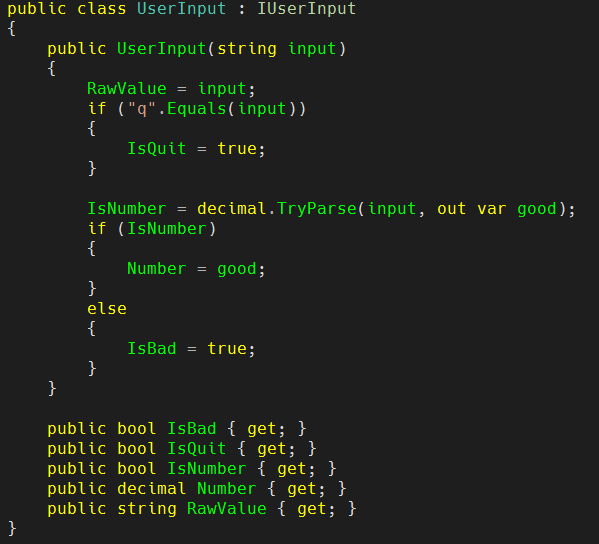 public class UserInput : IUserInput
{
    public UserInput(string input)
    {
        RawValue = input;
        if ("q".Equals(input))
        {
            IsQuit = true;
        }

        IsNumber = decimal.TryParse(input, out var good);
        if (IsNumber)
        {
            Number = good;
        }
        else
        {
            IsBad = true;
        }
    }

    public bool IsBad { get; }
    public bool IsQuit { get; }
    public bool IsNumber { get; }
    public decimal Number { get; }
    public string RawValue { get; }
}